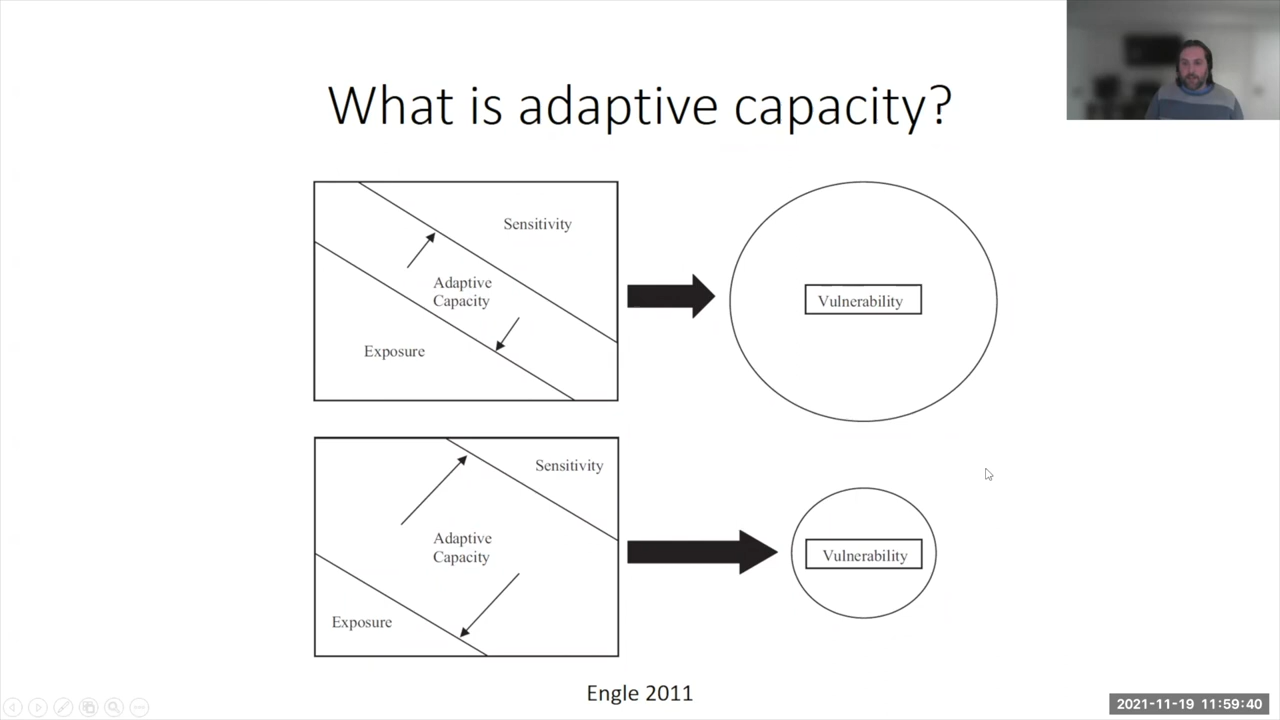 What is adaptive capacity?
Sensitivity
Adaptive
Capacity
Exposure
Vulnerability
Sensitivity
Adaptive
Capacity
Exposure
Vulnerability
Engle 2011
2021-11-19 11:59:40